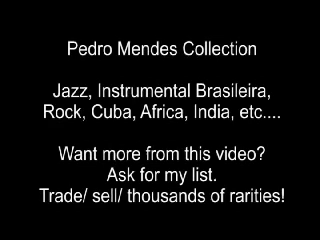 Pedro Mendes Collection
Jazz, Instrumental Brasileira,
Rock, Cuba, Africa, India, etc....
Want more from this video?
Ask for my list.
Trade/ sell/ thousands of rarities!